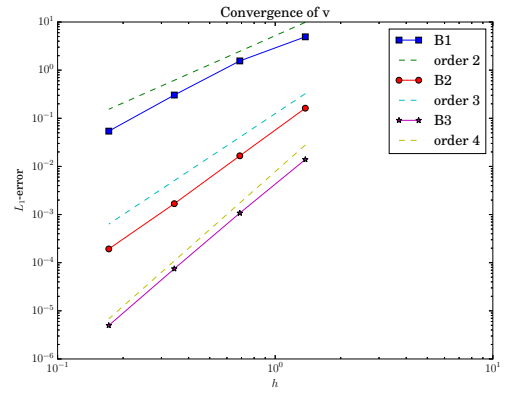 Convergence of v
10^1
10^0
10^-1
10^-2
10^-3
10^-4
10^-5
10^-6
L1-error
10^-1
10^0
10^1
h
B1
order 2
B2
order 3
B3
order 4